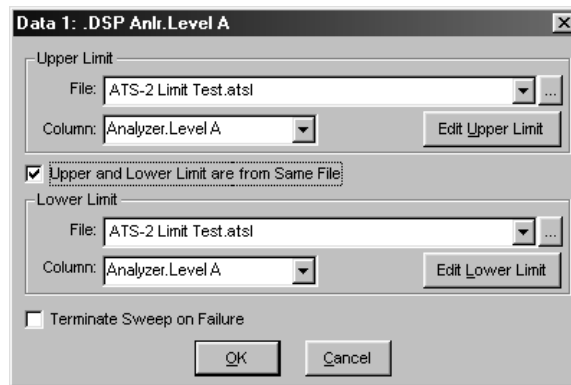 Data 1: .DSP Anlr.Level A
Upper Limit
File: ATS-2 Limit Test.atsl ...
Column: Analyzer.Level A Edit Upper Limit
Upper and Lower Limit are from Same File
Lower Limit
File: ATS-2 Limit Test.atsl ...
Column: Analyzer.Level A Edit Lower Limit
Terminate Sweep on Failure
OK Cancel